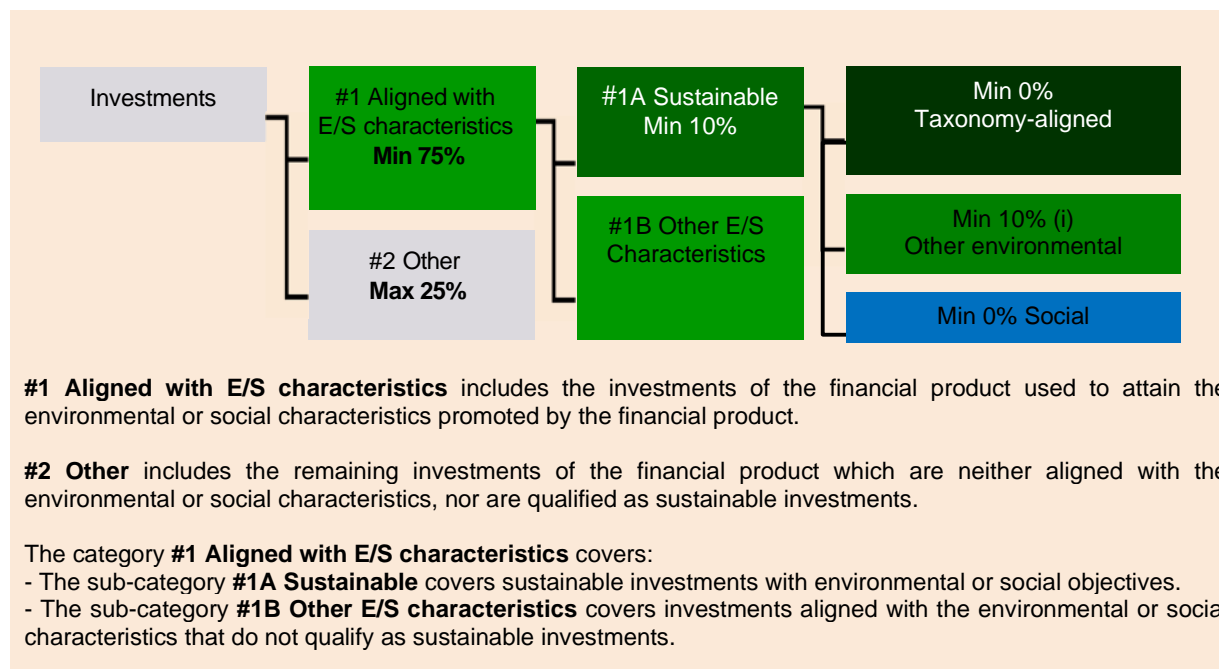 Investments
#1 Aligned with
E/S characteristics
Min 75%
#2 Other
Max 25%
#1A Sustainable
Min 10%
#1B Other E/S
Characteristics
Min 0%
Taxonomy-aligned
Min 10% (i)
Other environmental
Min 0% Social
#1 Aligned with E/S characteristics includes the investments of the financial product used to attain the
environmental or social characteristics promoted by the financial product.
#2 Other includes the remaining investments of the financial product which are neither aligned with the
environmental or social characteristics, nor are qualified as sustainable investments.
The category #1 Aligned with E/S characteristics covers:
- The sub-category #1A Sustainable covers sustainable investments with environmental or social objectives.
- The sub-category #1B Other E/S characteristics covers investments aligned with the environmental or social
characteristics that do not qualify as sustainable investments.